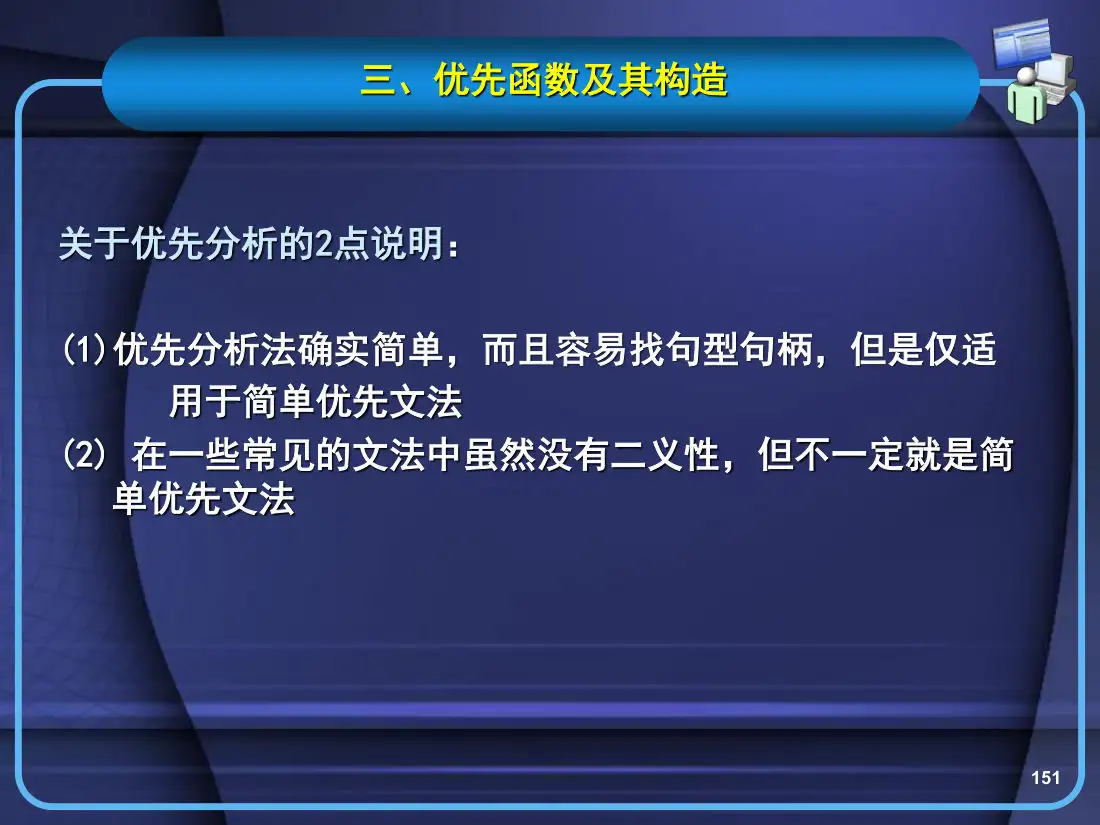 三、优先函数及其构造
关于优先分析的2点说明：
(1)优先分析法确实简单，而且容易找句型句柄，但是仅适
用于简单优先文法
(2) 在一些常见的文法中虽然没有二义性，但不一定就是简
单优先文法
151